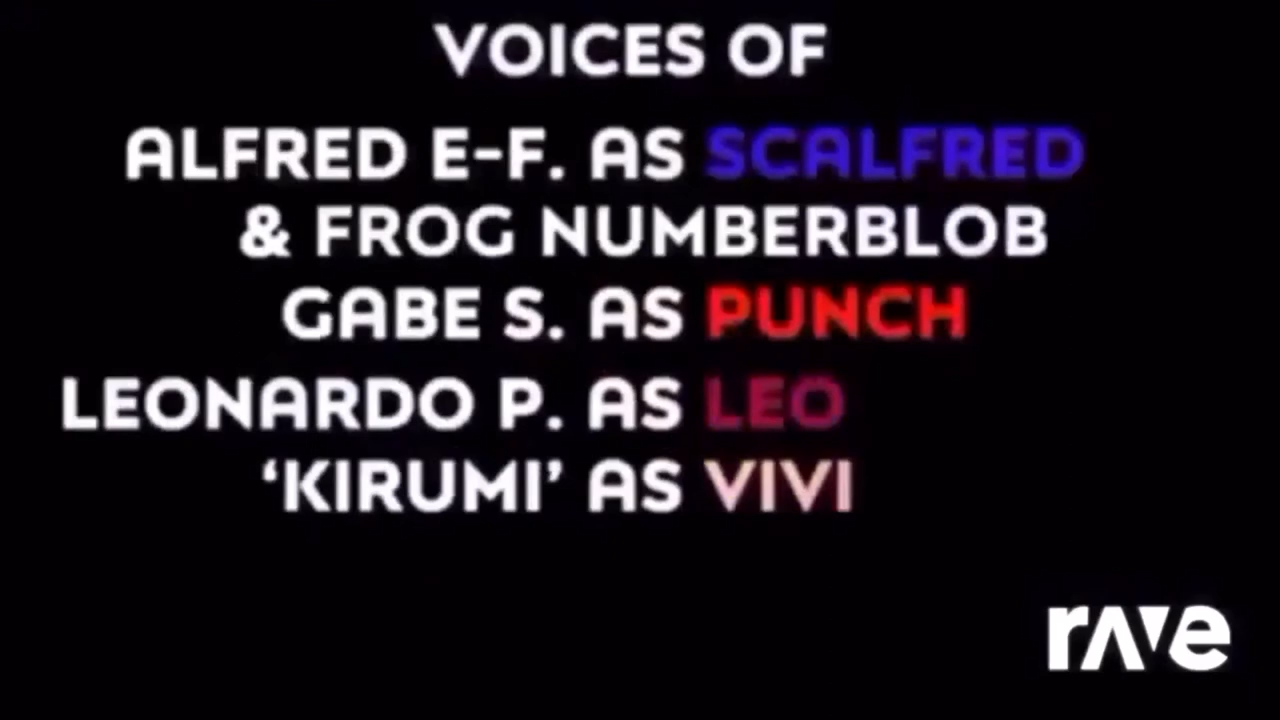 VOICES OF
ALFRED E-F. AS SCALFRED
& FROG NUMBERBLOB
GABE S. AS PUNCH
LEONARDO P. AS LEO
‘KIRUMI’ AS VIVI
rave